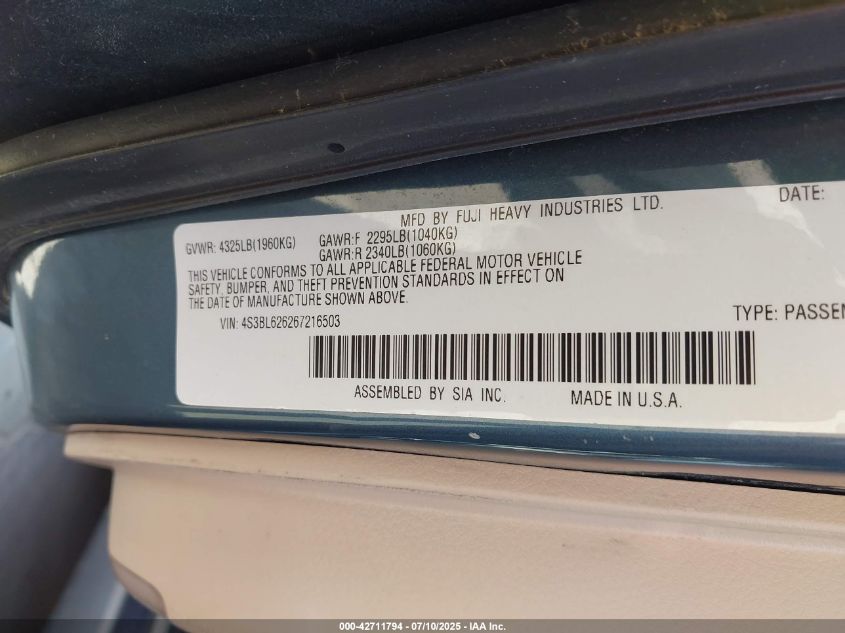 MFD BY FUJI HEAVY INDUSTRIES LTD.
DATE:
GVWR: 4325LB(1960KG)
GAWR:F 2295LB(1040KG)
GAWR:R 2340LB(1060KG)
THIS VEHICLE CONFORMS TO ALL APPLICABLE FEDERAL MOTOR VEHICLE
SAFETY, BUMPER, AND THEFT PREVENTION STANDARDS IN EFFECT ON
THE DATE OF MANUFACTURE SHOWN ABOVE.
VIN: 4S3BL626267216503
TYPE: PASSEN
ASSEMBLED BY SIA INC.
MADE IN U.S.A.
000-42711794 - 07/10/2025 - IAA Inc.